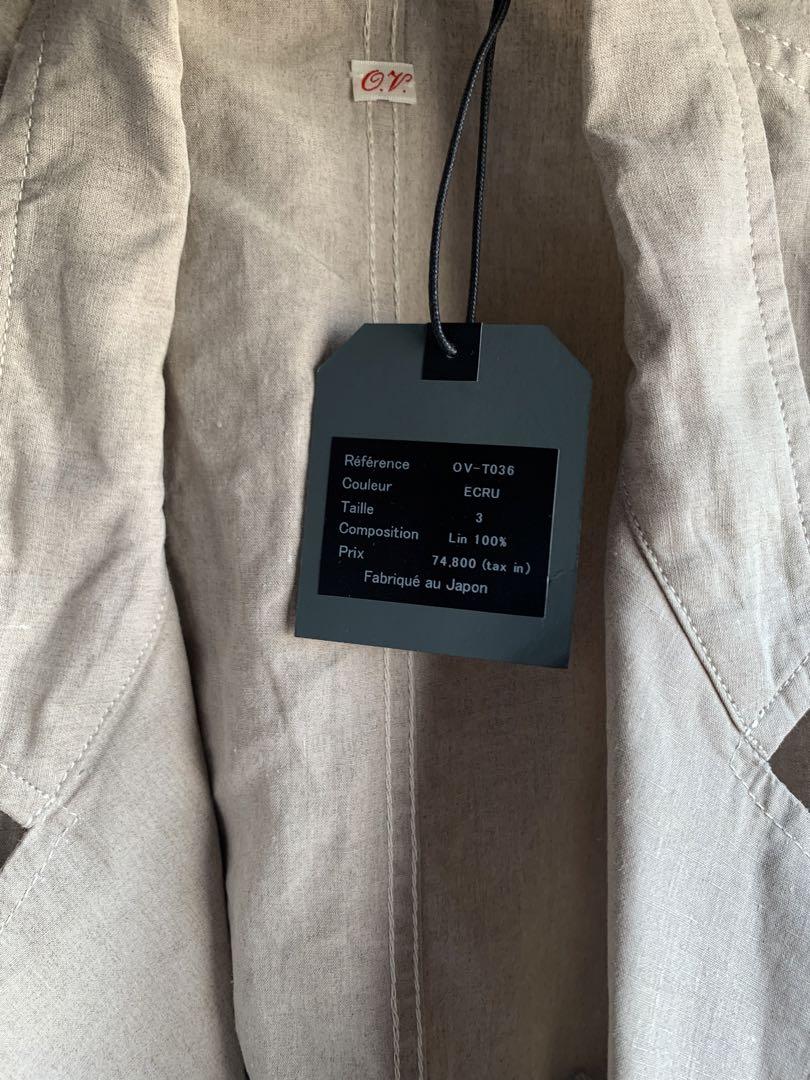 O.V.
Référence OV-T036
Couleur ECRU
Taille 3
Composition Lin 100%
Prix 74,800 (tax in)
Fabriqué au Japon